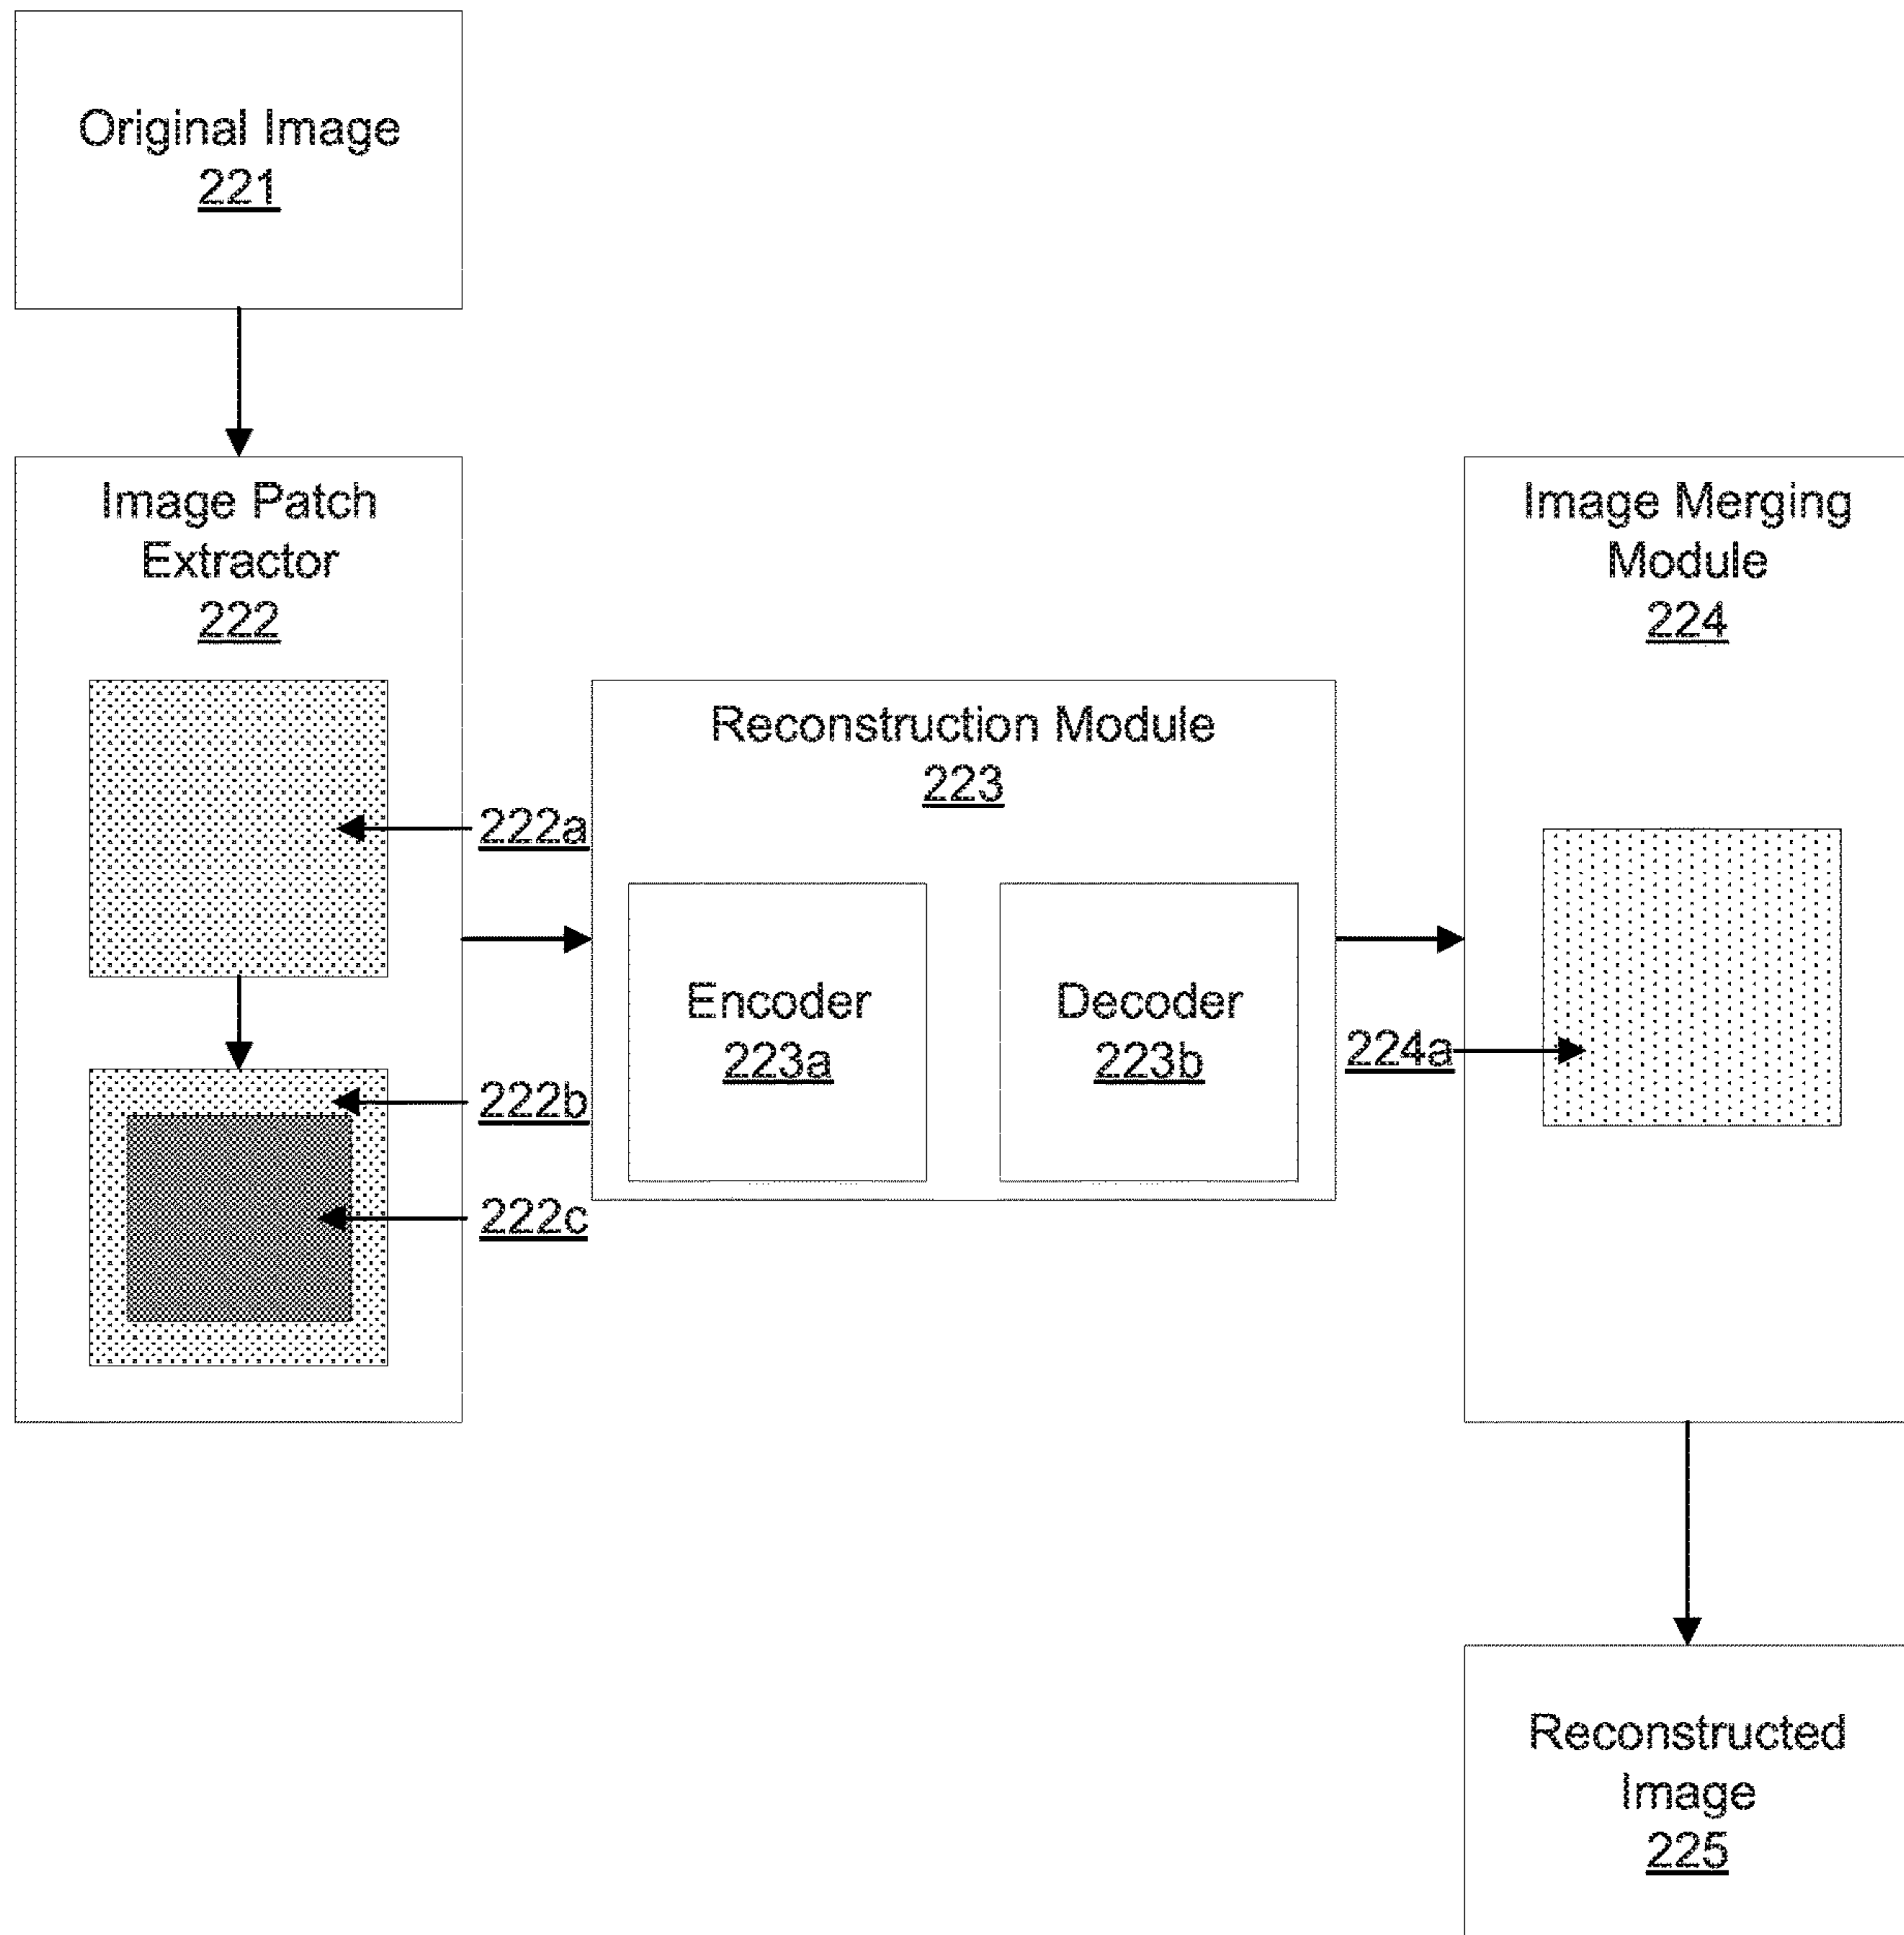 Original Image
221
Image Patch
Extractor
222
222a
222b
222c
Reconstruction Module
223
Encoder
223a
Decoder
223b
Image Merging
Module
224
224a
Reconstructed
Image
225